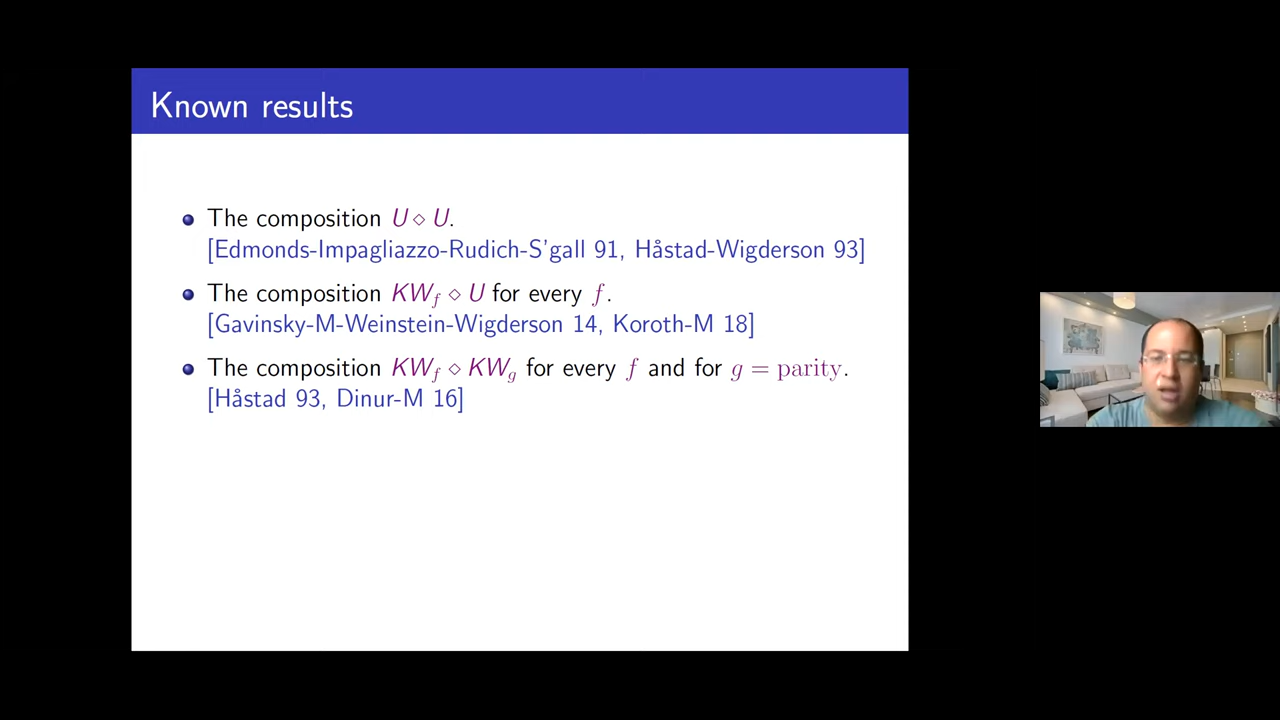 Known results
The composition U ⋄ U.
[Edmonds-Impagliazzo-Rudich-S'gall 91, Håstad-Wigderson 93]
The composition KW_f ⋄ U for every f.
[Gavinsky-M-Weinstein-Wigderson 14, Koroth-M 18]
The composition KW_f ⋄ KW_g for every f and for g = parity.
[Håstad 93, Dinur-M 16]